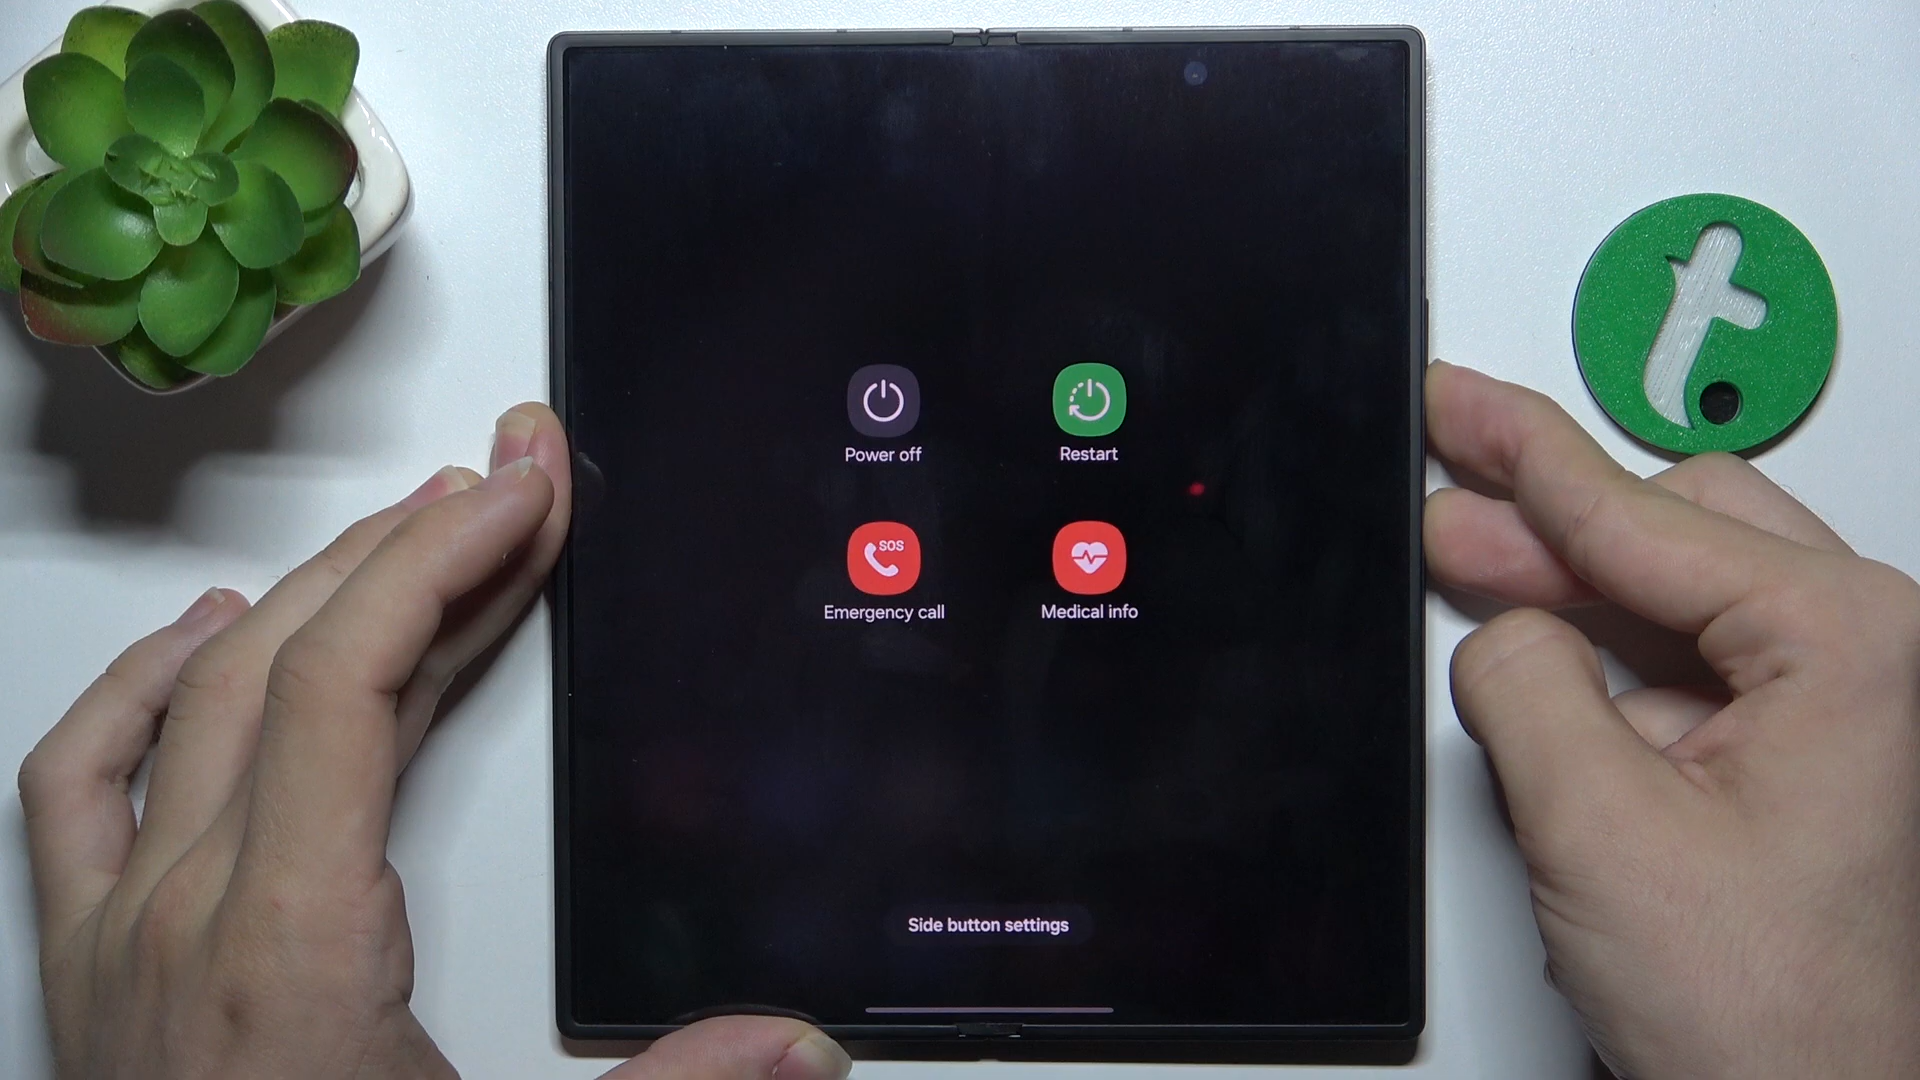 Power off
Restart
SOS
Emergency call
Medical info
Side button settings
t.